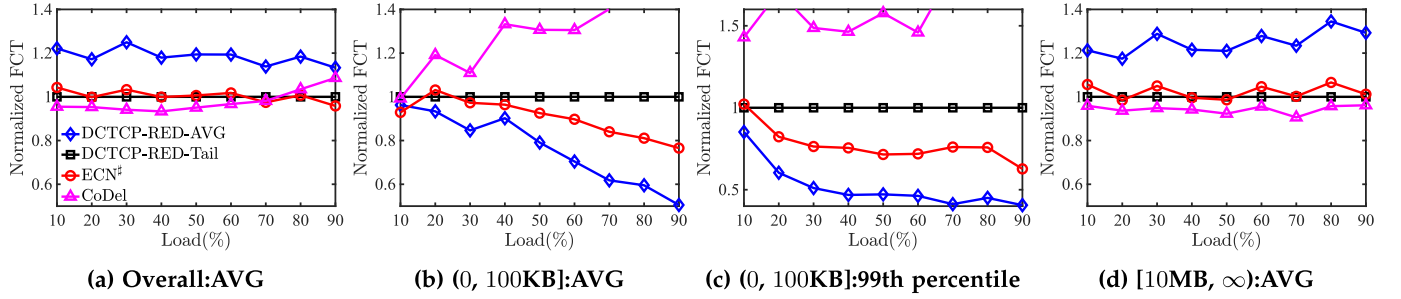 1.4
1.2
1
0.8
0.6
Normalized FCT
DCTCP-RED-AVG
DCTCP-RED-Tail
ECN♯
CoDel
10 20 30 40 50 60 70 80 90
Load(%)
(a) Overall:AVG
1.4
1.2
1
0.8
0.6
Normalized FCT
10 20 30 40 50 60 70 80 90
Load(%)
(b) (0, 100KB]:AVG
1.5
1
0.5
Normalized FCT
10 20 30 40 50 60 70 80 90
Load(%)
(c) (0, 100KB]:99th percentile
1.4
1.2
1
0.8
0.6
Normalized FCT
10 20 30 40 50 60 70 80 90
Load(%)
(d) [10MB, ∞):AVG